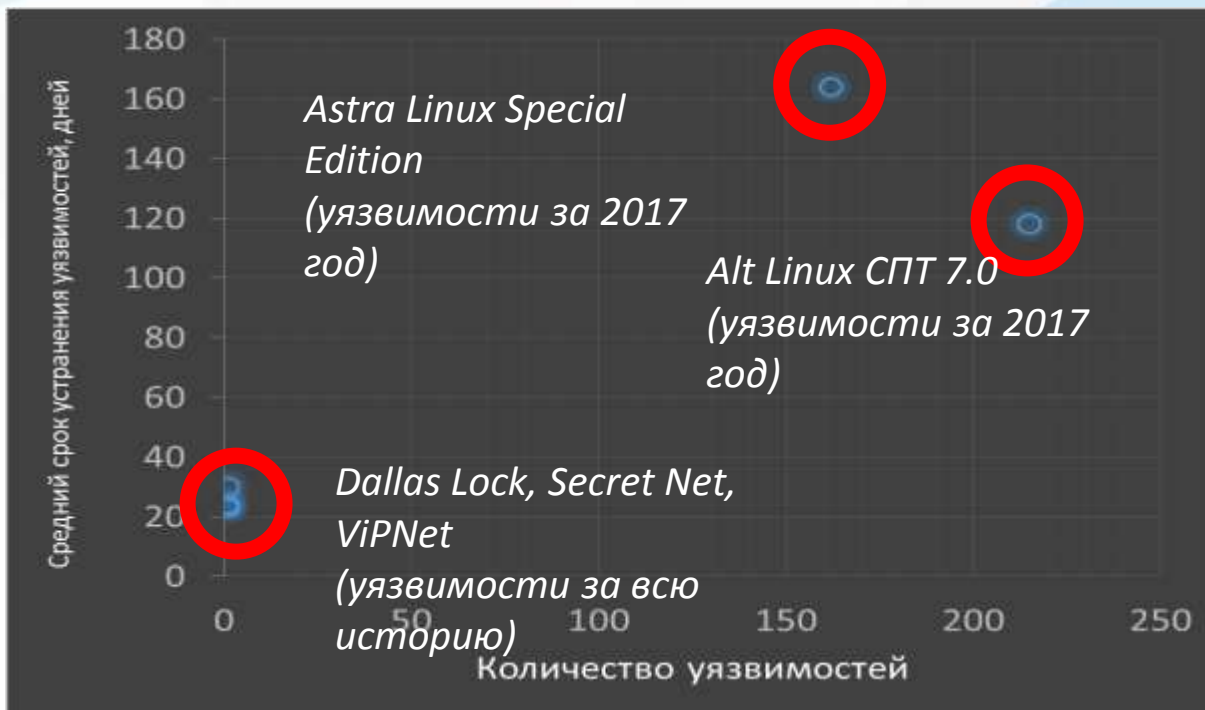 Средний срок устранения уязвимостей, дней
180
160
140
120
100
80
60
40
20
0
Astra Linux Special
Edition
(уязвимости за 2017
год)
Alt Linux СПТ 7.0
(уязвимости за 2017
год)
Dallas Lock, Secret Net,
ViPNet
(уязвимости за всю
историю)
0 50 100 150 200 250
Количество уязвимостей